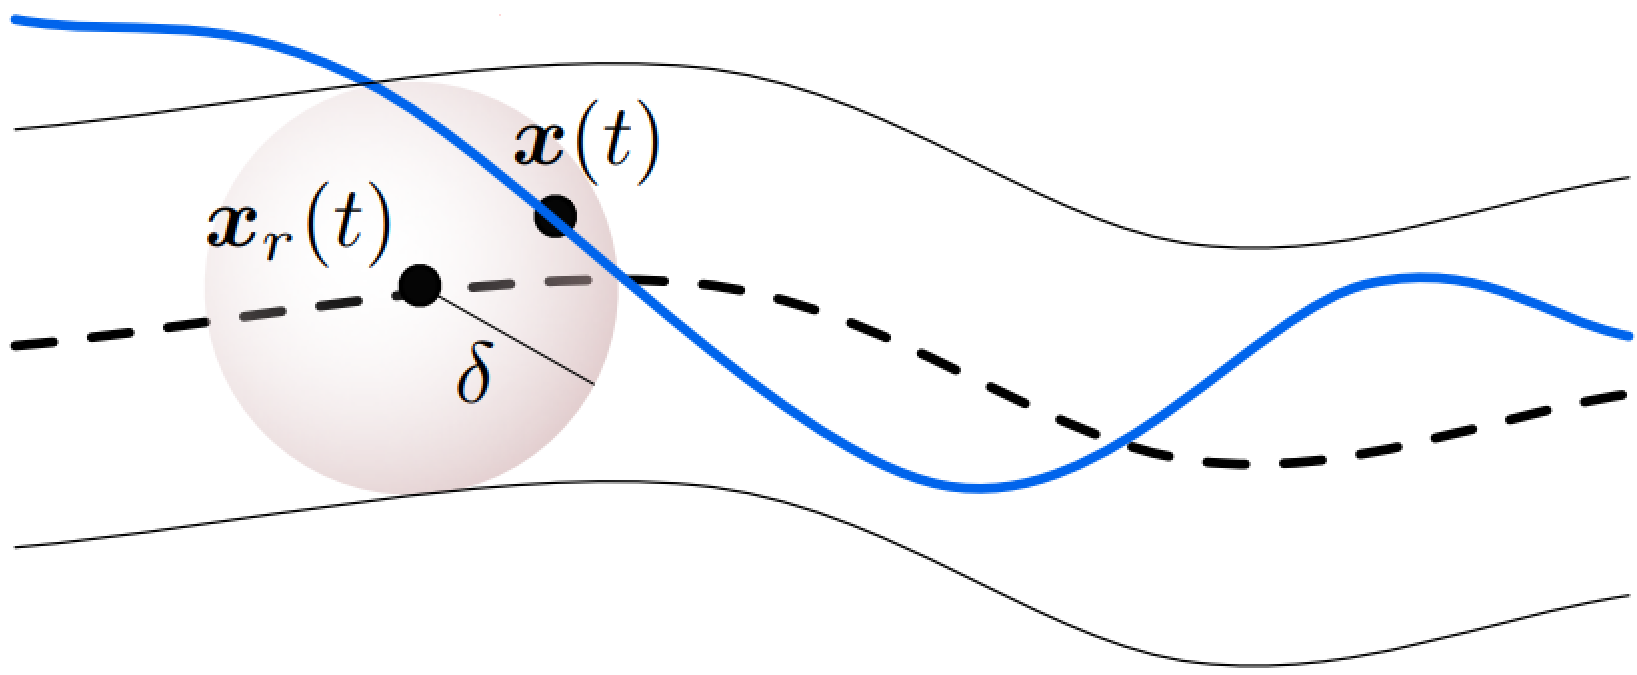 x(t)
x_r(t)
δ